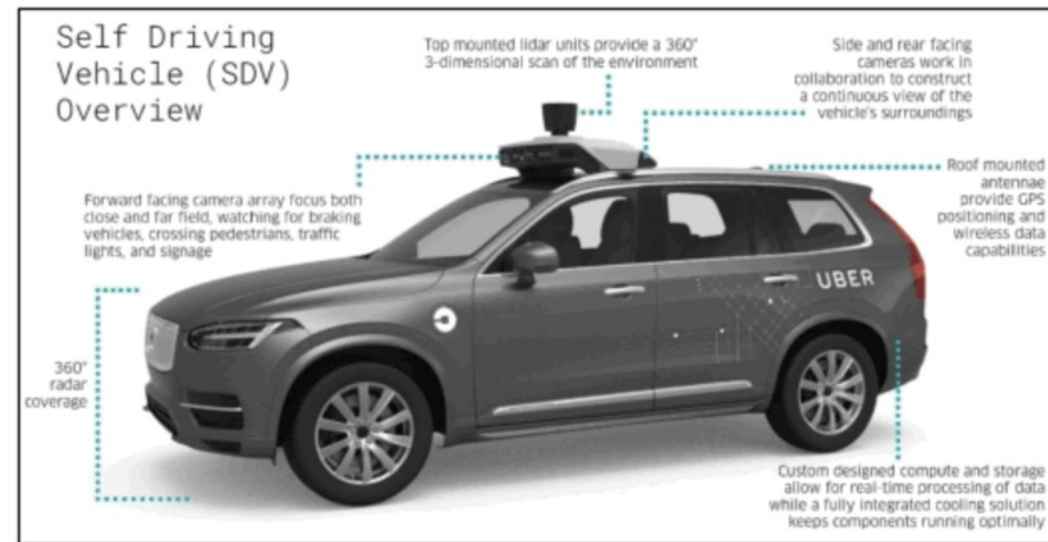 Self Driving
Vehicle (SDV)
Overview
Top mounted lidar units provide a 360°
3-dimensional scan of the environment
Side and rear facing
cameras work in
collaboration to construct
a continuous view of the
vehicle's surroundings
Forward facing camera array focus both
close and far field, watching for braking
vehicles, crossing pedestrians, traffic
lights, and signage
Roof mounted
antennae
provide GPS
positioning and
wireless data
capabilities
UBER
360°
radar
coverage
Custom designed compute and storage
allow for real-time processing of data
while a fully integrated cooling solution
keeps components running optimally